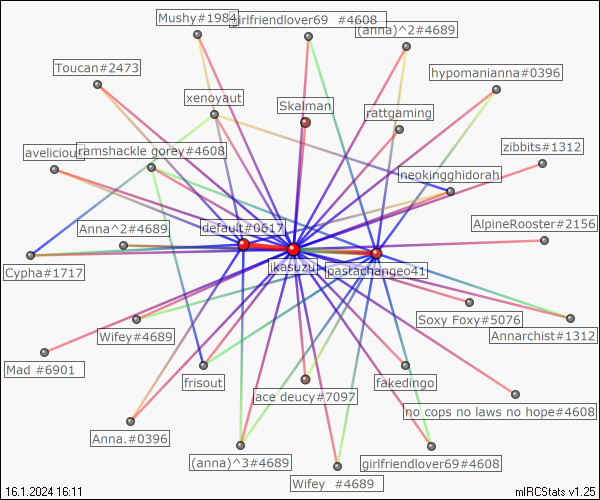 Mushy#1984
girlfriendlover69 #4608
(anna)^2#4689
Toucan#2473
hypomanianna#0396
xenoyaut
Skalman
rattgaming
avelicious
ramshackle gorey#4608
zibbits#1312
neokingghidorah
Anna^2#4689
default#0617
AlpineRooster#2156
Cypha#1717
ikasuzu
pastachangeo41
Wifey#4689
Soxy Foxy#5076
Annarchist#1312
Mad #6901
frisout
ace deucy#7097
fakedingo
no cops no laws no hope#4608
Anna.#0396
(anna)^3#4689
Wifey #4689
girlfriendlover69#4608
16.1.2024 16:11
mIRCStats v1.25